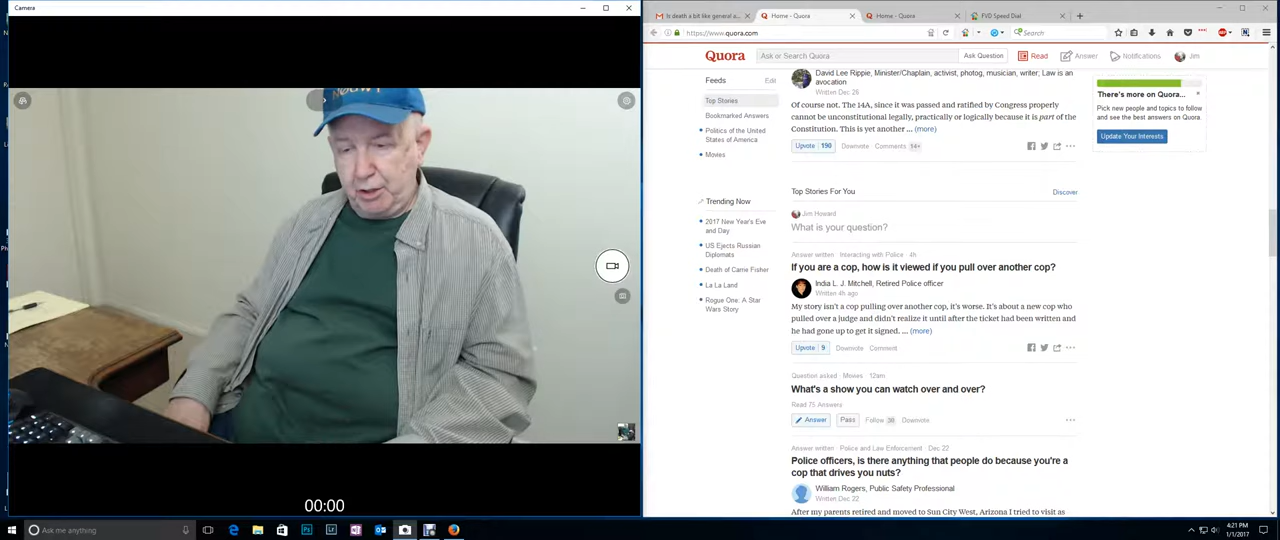 Camera
00:00
Ir death a bit like general a...
Home - Quora
Home - Quora
FVD Speed Dial
https://www.quora.com
Search
Quora
Ask or Search Quora
Ask Question
Read
Answer
Notifications
Jim
Feeds
Edit
Top Stories
Bookmarked Answers
Politics of the United
States of America
Movies
Trending Now
2017 New Year's Eve
and Day
US Ejects Russian
Diplomats
Death of Carrie Fisher
La La Land
Rogue One: A Star
Wars Story
David Lee Rippie, Minister/Chaplain, activist, photog, musician, writer; Law is an
avocation
Written Dec 26
Of course not. The 14A, since it was passed and ratified by Congress properly
cannot be unconstitutional legally, practically or logically because it is part of the
Constitution. This is yet another ... (more)
Upvote 190 Downvote Comments 14+
Top Stories For You
Discover
Jim Howard
What is your question?
Answer written · Interacting with Police · 4h
If you are a cop, how is it viewed if you pull over another cop?
India L. J. Mitchell, Retired Police officer
Written 4h ago
My story isn't a cop pulling over another cop, it's worse. It's about a new cop who
pulled over a judge and didn't realize it until after the ticket had been written and
he had gone up to get it signed. ... (more)
Upvote 9 Downvote Comment
Question asked · Movies · 12am
What's a show you can watch over and over?
Read 75 Answers
Answer Pass Follow 38 Downvote
Answer written · Police and Law Enforcement · Dec 22
Police officers, is there anything that people do because you're a
cop that drives you nuts?
William Rogers, Public Safety Professional
Written Dec 22
After my parents retired and moved to Sun City West, Arizona I tried to visit as
There's more on Quora...
Pick new people and topics to follow
and see the best answers on Quora.
Update Your Interests
Ask me anything
4:21 PM
1/1/2017